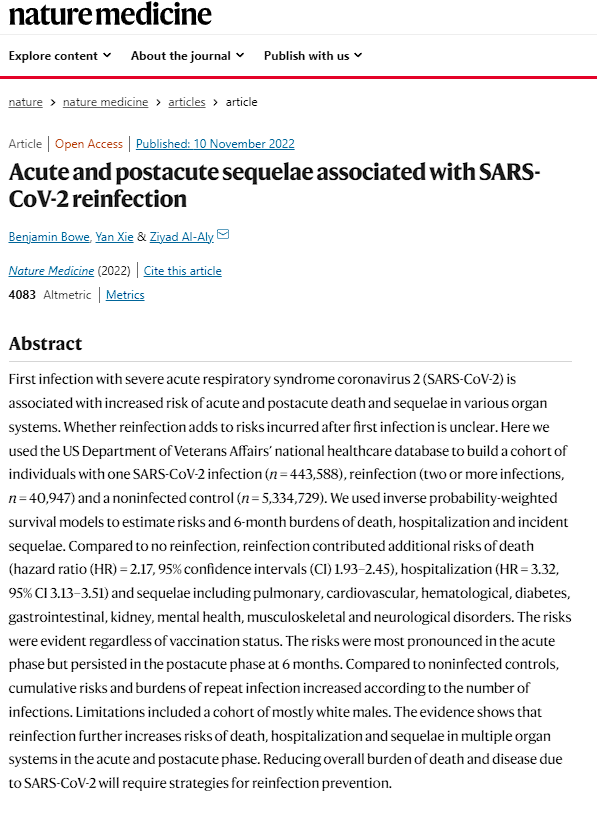 nature medicine
Explore content About the journal Publish with us
nature > nature medicine > articles > article
Article | Open Access | Published: 10 November 2022
Acute and postacute sequelae associated with SARS-
CoV-2 reinfection
Benjamin Bowe, Yan Xie & Ziyad Al-Aly
Nature Medicine (2022) | Cite this article
4083 Altmetric | Metrics
Abstract
First infection with severe acute respiratory syndrome coronavirus 2 (SARS-CoV-2) is
associated with increased risk of acute and postacute death and sequelae in various organ
systems. Whether reinfection adds to risks incurred after first infection is unclear. Here we
used the US Department of Veterans Affairs’ national healthcare database to build a cohort of
individuals with one SARS-CoV-2 infection (n = 443,588), reinfection (two or more infections,
n = 40,947) and a noninfected control (n = 5,334,729). We used inverse probability-weighted
survival models to estimate risks and 6-month burdens of death, hospitalization and incident
sequelae. Compared to no reinfection, reinfection contributed additional risks of death
(hazard ratio (HR) = 2.17, 95% confidence intervals (CI) 1.93–2.45), hospitalization (HR = 3.32,
95% CI 3.13–3.51) and sequelae including pulmonary, cardiovascular, hematological, diabetes,
gastrointestinal, kidney, mental health, musculoskeletal and neurological disorders. The risks
were evident regardless of vaccination status. The risks were most pronounced in the acute
phase but persisted in the postacute phase at 6 months. Compared to noninfected controls,
cumulative risks and burdens of repeat infection increased according to the number of
infections. Limitations included a cohort of mostly white males. The evidence shows that
reinfection further increases risks of death, hospitalization and sequelae in multiple organ
systems in the acute and postacute phase. Reducing overall burden of death and disease due
to SARS-CoV-2 will require strategies for reinfection prevention.